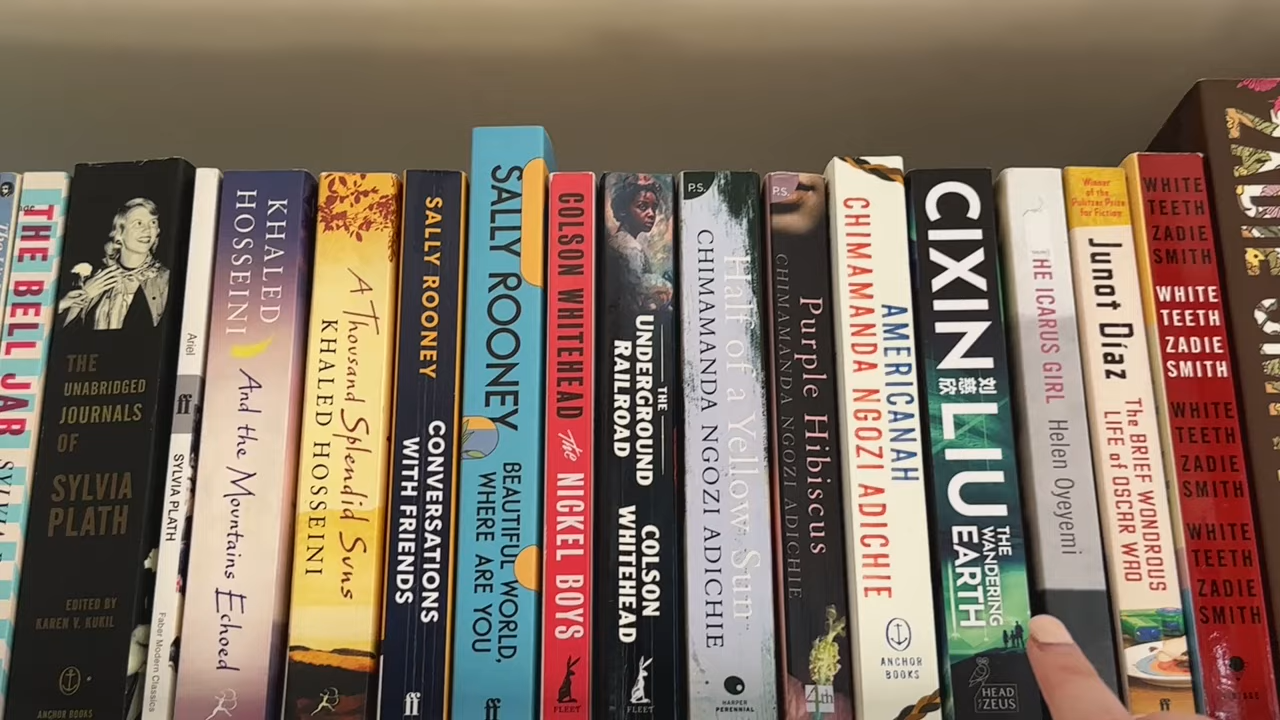 THE BELL JAR
THE
UNABRIDGED
JOURNALS
OF
SYLVIA
PLATH
EDITED BY
KAREN V. KUKIL
ANCHOR BOOKS
Ariel
ff
SYLVIA PLATH
Faber Modern Classics
KHALED
HOSSEINI
And the Mountains Echoed
A Thousand Splendid Suns
KHALED HOSSEINI
SALLY ROONEY
CONVERSATIONS
WITH FRIENDS
ff
SALLY ROONEY
BEAUTIFUL WORLD,
WHERE ARE YOU
ff
COLSON WHITEHEAD
The NICKEL BOYS
FLEET
THE
UNDERGROUND
RAILROAD
COLSON
WHITEHEAD
FLEET
P.S.
Half of a Yellow Sun
CHIMAMANDA NGOZI ADICHIE
HARPER
PERENNIAL
P.S.
Purple Hibiscus
CHIMAMANDA NGOZI ADICHIE
4th
AMERICANAH
CHIMAMANDA NGOZI ADICHIE
ANCHOR
BOOKS
CIXIN
刘慈欣
LIU
THE
WANDERING
EARTH
HEAD
ZEUS
THE ICARUS GIRL
Helen Oyeyemi
Winner of the
Pulitzer Prize
for Fiction
Junot Díaz
The BRIEF WONDROUS
LIFE of OSCAR WAO
ff
WHITE
TEETH
ZADIE
SMITH
WHITE
TEETH
ZADIE
SMITH
WHITE
TEETH
ZADIE
SMITH
WHITE
TEETH
ZADIE
SMITH
ZADIE